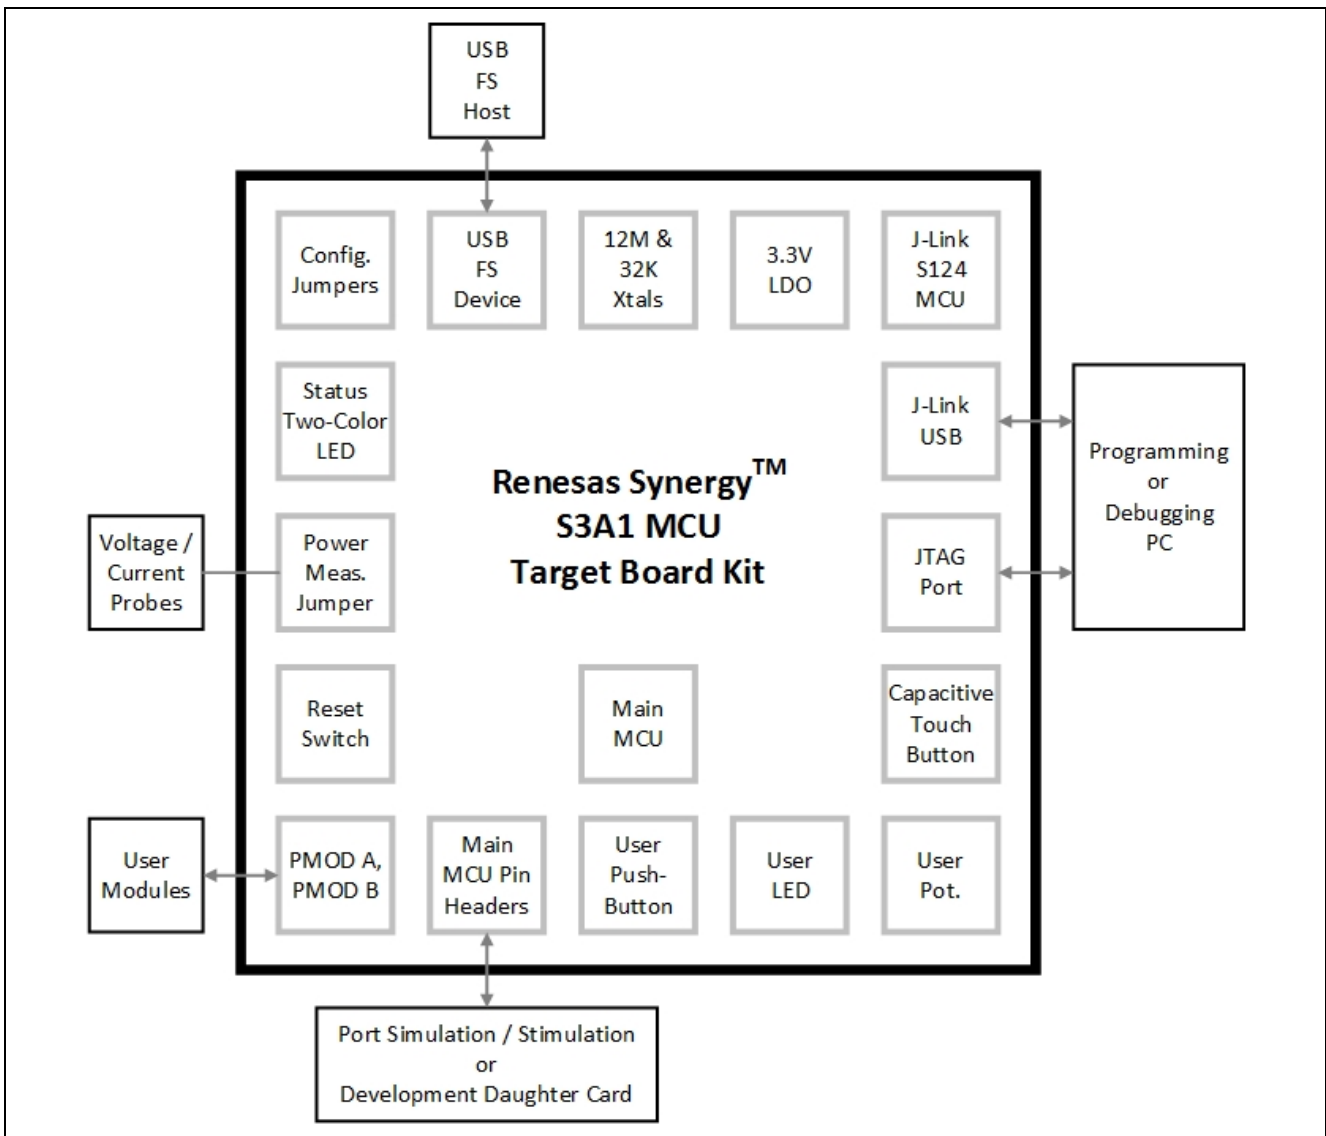 USB
FS
Host
Config.
Jumpers
USB
FS
Device
12M &
32K
Xtals
3.3V
LDO
J-Link
S124
MCU
Status
Two-Color
LED
J-Link
USB
Programming
or
Debugging
PC
Renesas Synergy™
S3A1 MCU
Target Board Kit
Voltage /
Current
Probes
Power
Meas.
Jumper
JTAG
Port
Reset
Switch
Main
MCU
Capacitive
Touch
Button
User
Modules
PMOD A,
PMOD B
Main
MCU Pin
Headers
User
Push-
Button
User
LED
User
Pot.
Port Simulation / Stimulation
or
Development Daughter Card